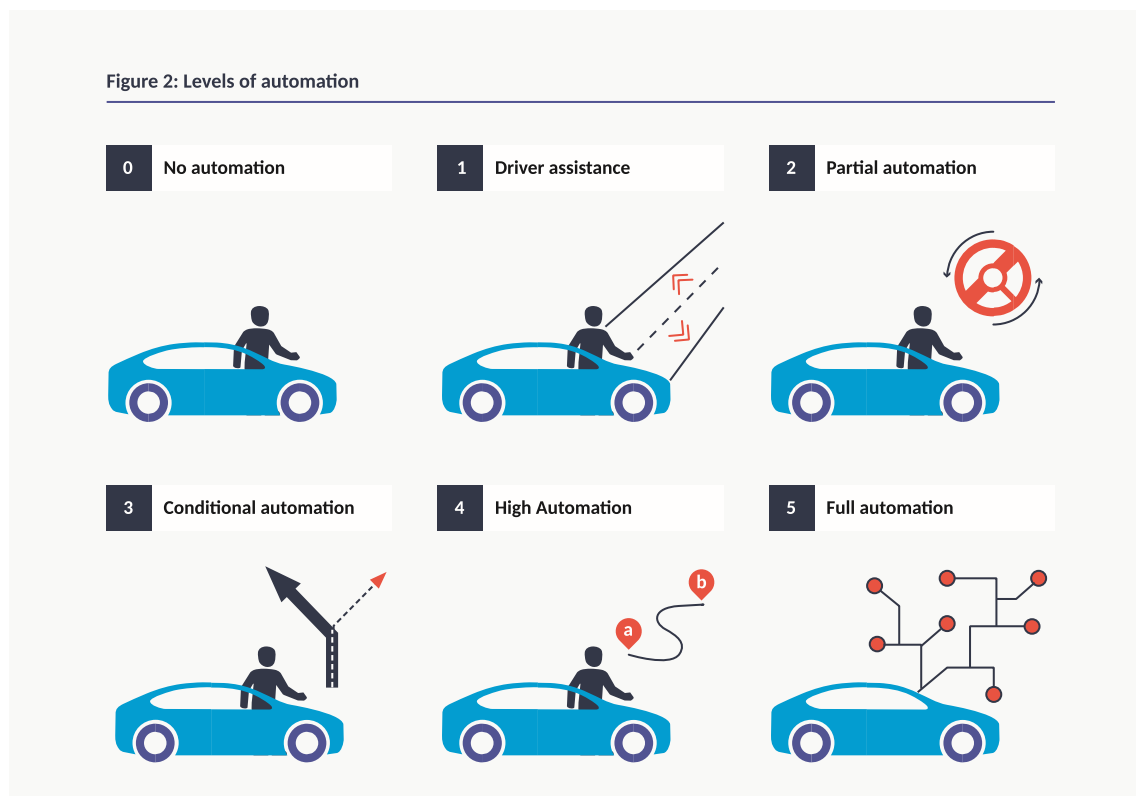 Figure 2: Levels of automation
0 No automation
1 Driver assistance
2 Partial automation
3 Conditional automation
4 High Automation
5 Full automation
b
a